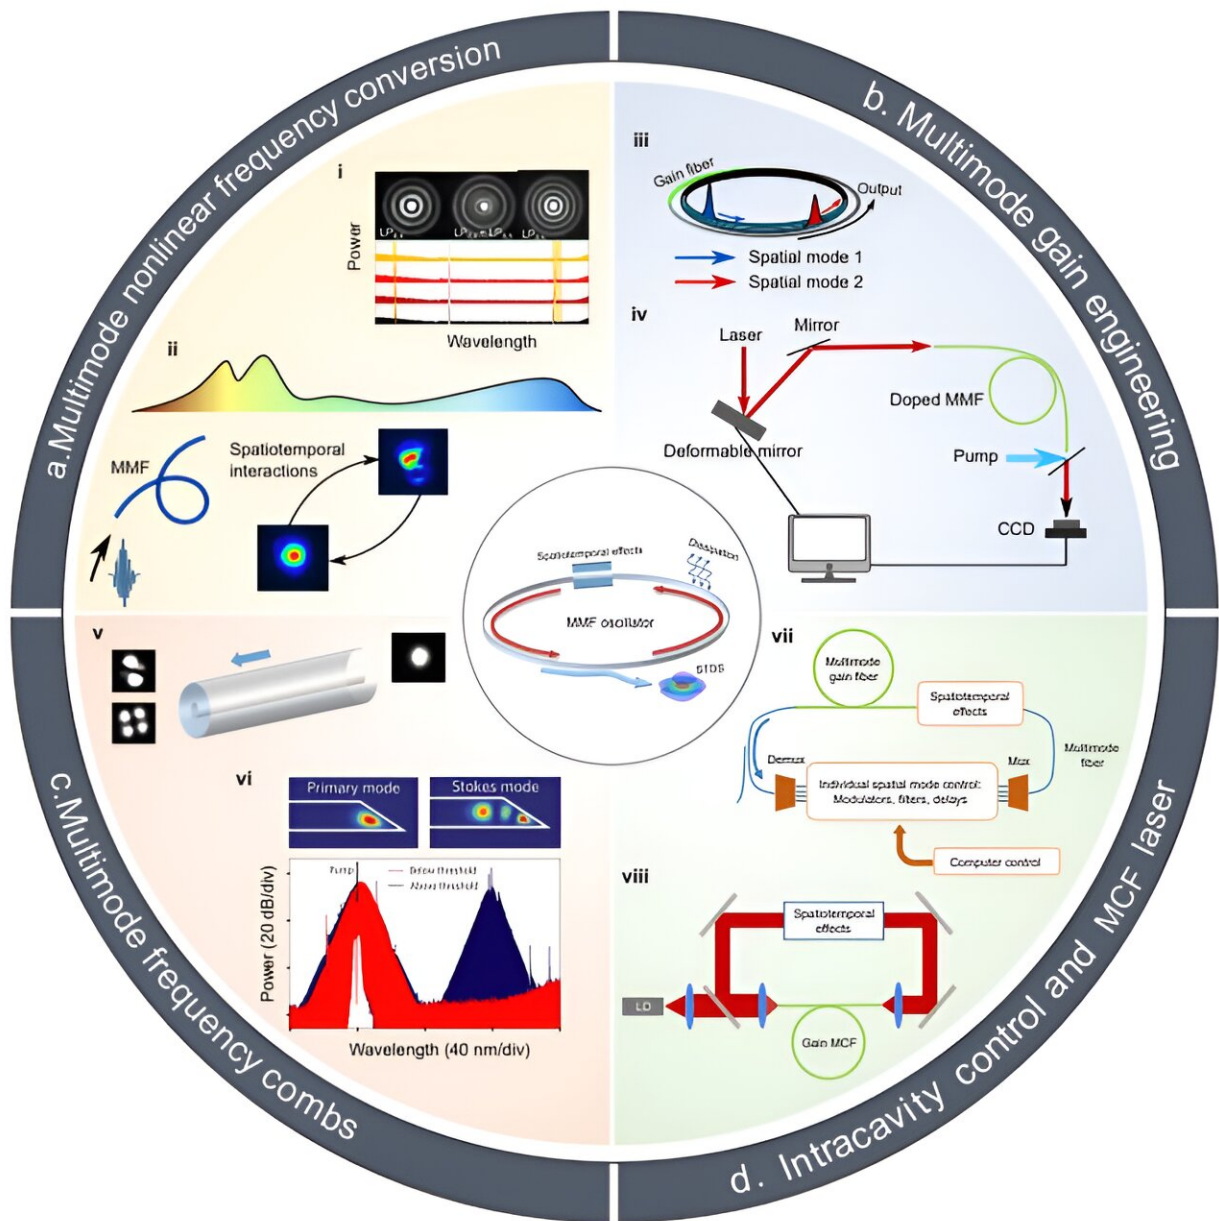 a.Multimode nonlinear frequency conversion
b. Multimode gain engineering
c.Multimode frequency combs
d. Intracavity control and MCF laser
i
Power
Wavelength
ii
MMF
Spatiotemporal
interactions
iii
Gain fiber
Output
Spatial mode 1
Spatial mode 2
iv
Laser
Mirror
Doped MMF
Deformable mirror
Pump
CCD
Spatiotemporal effects
Dissipation
MMF oscillator
STDS
v
vi
Primary mode
Stokes mode
Pump
Below threshold
Above threshold
Power (20 dB/div)
Wavelength (40 nm/div)
vii
Multimode
gain fiber
Spatiotemporal
effects
Multimode
fiber
Demux
Mux
Individual spatial mode control:
Modulators, filters, delays
Computer control
viii
Spatiotemporal
effects
LD
Gain MCF